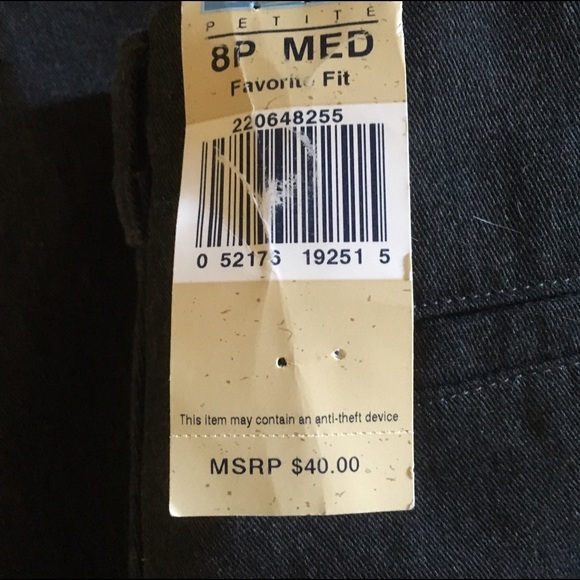 PETITE
8P MED
Favorite Fit
220648255
0 52176 19251 5
This item may contain an anti-theft device
MSRP $40.00